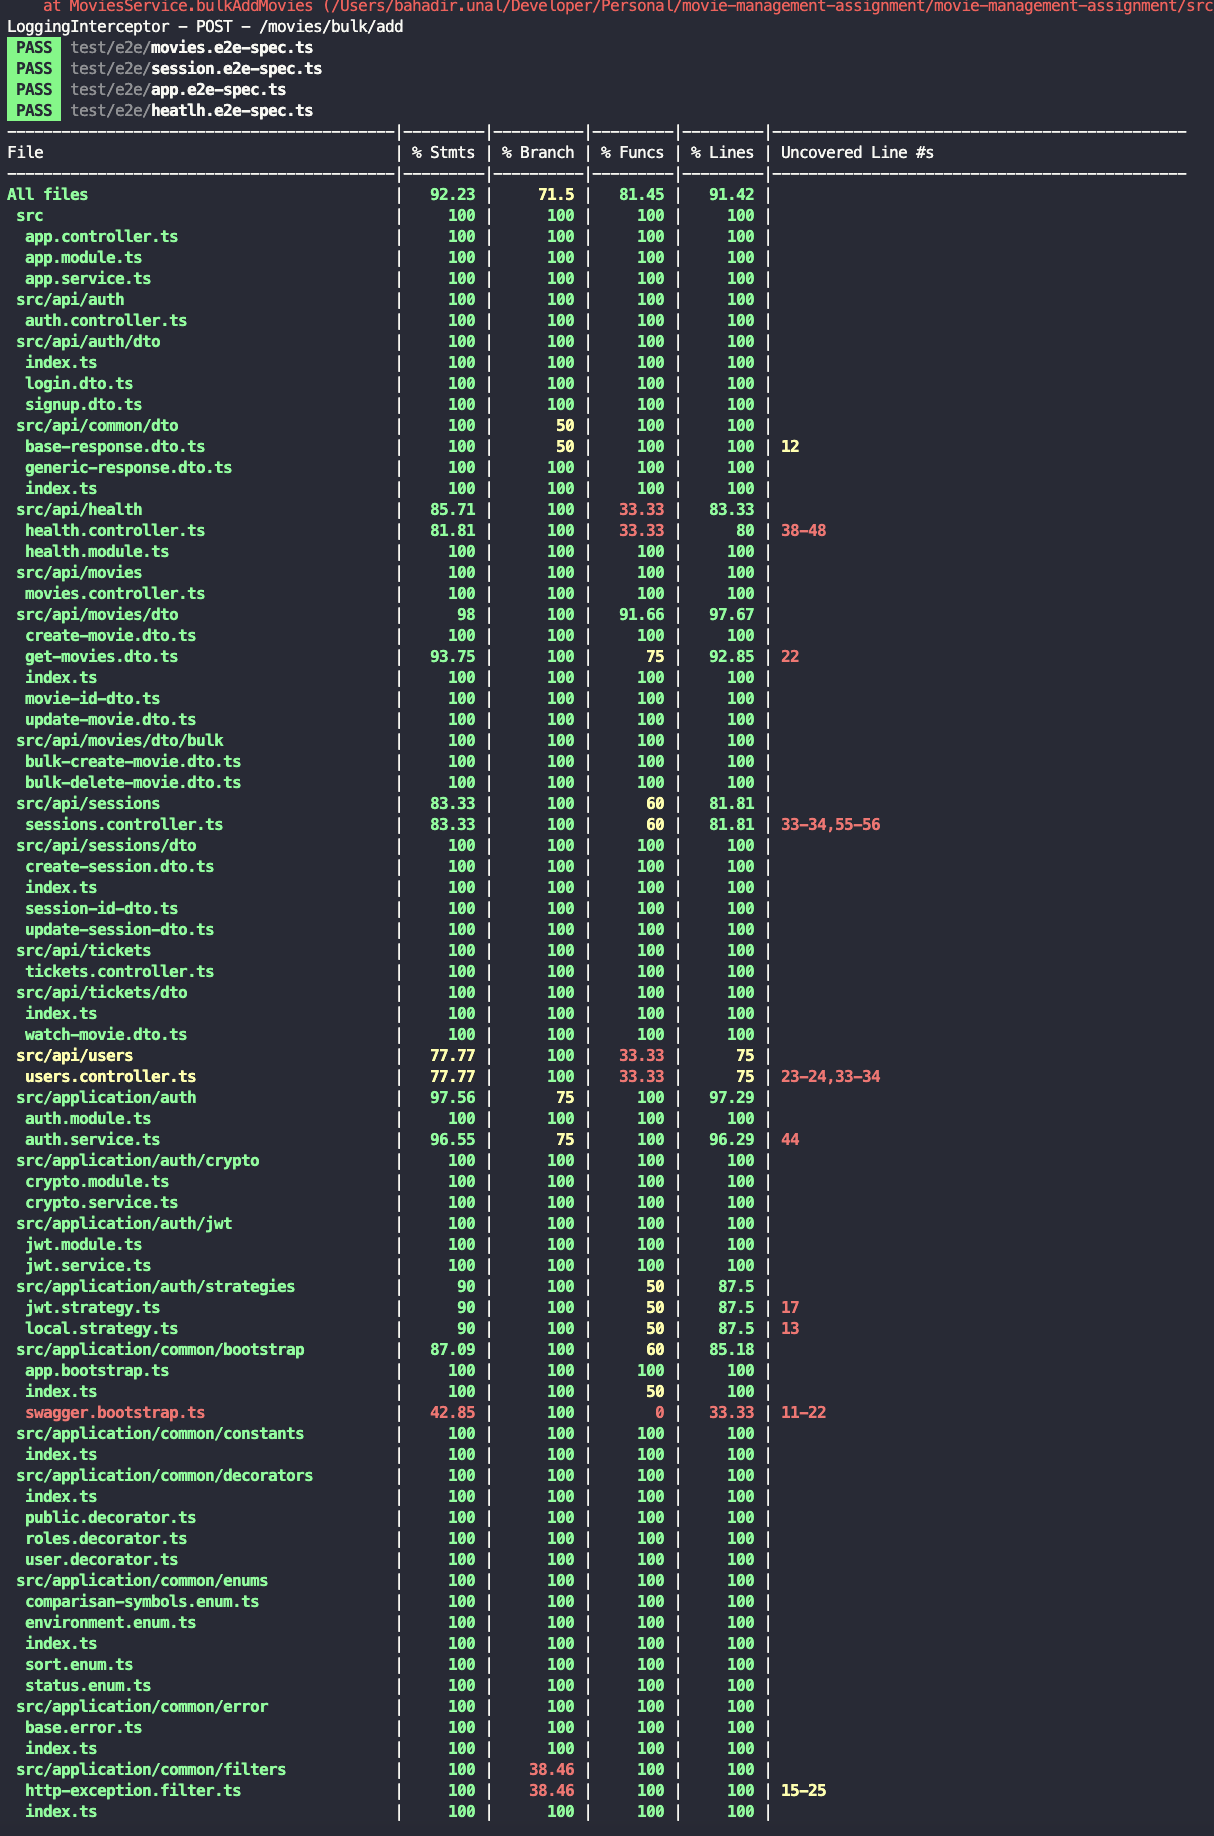 at MoviesService.bulkAddMovies (/Users/bahadir.unal/Developer/Personal/movie-management-assignment/movie-management-assignment/src
LoggingInterceptor - POST - /movies/bulk/add
PASS test/e2e/movies.e2e-spec.ts
PASS test/e2e/session.e2e-spec.ts
PASS test/e2e/app.e2e-spec.ts
PASS test/e2e/heatlh.e2e-spec.ts
File | % Stmts | % Branch | % Funcs | % Lines | Uncovered Line #s
All files | 92.23 | 71.5 | 81.45 | 91.42 |
src | 100 | 100 | 100 | 100 |
app.controller.ts | 100 | 100 | 100 | 100 |
app.module.ts | 100 | 100 | 100 | 100 |
app.service.ts | 100 | 100 | 100 | 100 |
src/api/auth | 100 | 100 | 100 | 100 |
auth.controller.ts | 100 | 100 | 100 | 100 |
src/api/auth/dto | 100 | 100 | 100 | 100 |
index.ts | 100 | 100 | 100 | 100 |
login.dto.ts | 100 | 100 | 100 | 100 |
signup.dto.ts | 100 | 100 | 100 | 100 |
src/api/common/dto | 100 | 50 | 100 | 100 |
base-response.dto.ts | 100 | 50 | 100 | 100 | 12
generic-response.dto.ts | 100 | 100 | 100 | 100 |
index.ts | 100 | 100 | 100 | 100 |
src/api/health | 85.71 | 100 | 33.33 | 83.33 |
health.controller.ts | 81.81 | 100 | 33.33 | 80 | 38-48
health.module.ts | 100 | 100 | 100 | 100 |
src/api/movies | 100 | 100 | 100 | 100 |
movies.controller.ts | 100 | 100 | 100 | 100 |
src/api/movies/dto | 98 | 100 | 91.66 | 97.67 |
create-movie.dto.ts | 100 | 100 | 100 | 100 |
get-movies.dto.ts | 93.75 | 100 | 75 | 92.85 | 22
index.ts | 100 | 100 | 100 | 100 |
movie-id-dto.ts | 100 | 100 | 100 | 100 |
update-movie.dto.ts | 100 | 100 | 100 | 100 |
src/api/movies/dto/bulk | 100 | 100 | 100 | 100 |
bulk-create-movie.dto.ts | 100 | 100 | 100 | 100 |
bulk-delete-movie.dto.ts | 100 | 100 | 100 | 100 |
src/api/sessions | 83.33 | 100 | 60 | 81.81 |
sessions.controller.ts | 83.33 | 100 | 60 | 81.81 | 33-34,55-56
src/api/sessions/dto | 100 | 100 | 100 | 100 |
create-session.dto.ts | 100 | 100 | 100 | 100 |
index.ts | 100 | 100 | 100 | 100 |
session-id-dto.ts | 100 | 100 | 100 | 100 |
update-session-dto.ts | 100 | 100 | 100 | 100 |
src/api/tickets | 100 | 100 | 100 | 100 |
tickets.controller.ts | 100 | 100 | 100 | 100 |
src/api/tickets/dto | 100 | 100 | 100 | 100 |
index.ts | 100 | 100 | 100 | 100 |
watch-movie.dto.ts | 100 | 100 | 100 | 100 |
src/api/users | 77.77 | 100 | 33.33 | 75 |
users.controller.ts | 77.77 | 100 | 33.33 | 75 | 23-24,33-34
src/application/auth | 97.56 | 75 | 100 | 97.29 |
auth.module.ts | 100 | 100 | 100 | 100 |
auth.service.ts | 96.55 | 75 | 100 | 96.29 | 44
src/application/auth/crypto | 100 | 100 | 100 | 100 |
crypto.module.ts | 100 | 100 | 100 | 100 |
crypto.service.ts | 100 | 100 | 100 | 100 |
src/application/auth/jwt | 100 | 100 | 100 | 100 |
jwt.module.ts | 100 | 100 | 100 | 100 |
jwt.service.ts | 100 | 100 | 100 | 100 |
src/application/auth/strategies | 90 | 100 | 50 | 87.5 |
jwt.strategy.ts | 90 | 100 | 50 | 87.5 | 17
local.strategy.ts | 90 | 100 | 50 | 87.5 | 13
src/application/common/bootstrap | 87.09 | 100 | 60 | 85.18 |
app.bootstrap.ts | 100 | 100 | 100 | 100 |
index.ts | 100 | 100 | 50 | 100 |
swagger.bootstrap.ts | 42.85 | 100 | 0 | 33.33 | 11-22
src/application/common/constants | 100 | 100 | 100 | 100 |
index.ts | 100 | 100 | 100 | 100 |
src/application/common/decorators | 100 | 100 | 100 | 100 |
index.ts | 100 | 100 | 100 | 100 |
public.decorator.ts | 100 | 100 | 100 | 100 |
roles.decorator.ts | 100 | 100 | 100 | 100 |
user.decorator.ts | 100 | 100 | 100 | 100 |
src/application/common/enums | 100 | 100 | 100 | 100 |
comparisan-symbols.enum.ts | 100 | 100 | 100 | 100 |
environment.enum.ts | 100 | 100 | 100 | 100 |
index.ts | 100 | 100 | 100 | 100 |
sort.enum.ts | 100 | 100 | 100 | 100 |
status.enum.ts | 100 | 100 | 100 | 100 |
src/application/common/error | 100 | 100 | 100 | 100 |
base.error.ts | 100 | 100 | 100 | 100 |
index.ts | 100 | 100 | 100 | 100 |
src/application/common/filters | 100 | 38.46 | 100 | 100 |
http-exception.filter.ts | 100 | 38.46 | 100 | 100 | 15-25
index.ts | 100 | 100 | 100 | 100 |